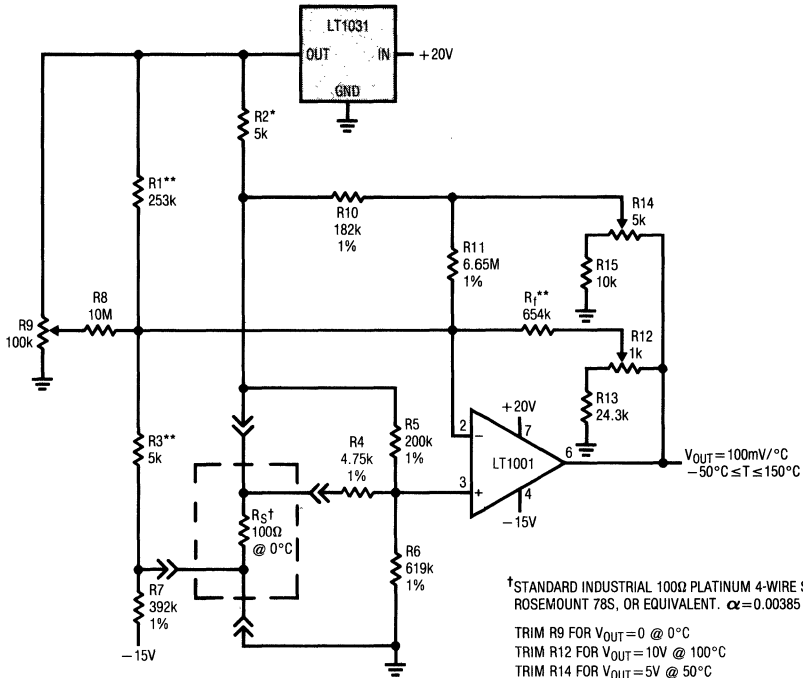 LT1031
OUT
IN
+20V
GND
R2*
5k
R1**
253k
R10
182k
1%
R14
5k
R11
6.65M
1%
R15
10k
R8
10M
R9
100k
Rf**
654k
R12
1k
R13
24.3k
R3**
5k
R4
4.75k
1%
R5
200k
1%
+20V
2
7
−
LT1001
6
3
+
4
−15V
VOUT=100mV/°C
−50°C≤T≤150°C
RS†
100Ω
@ 0°C
R6
619k
1%
R7
392k
1%
−15V
†STANDARD INDUSTRIAL 100Ω PLATINUM 4-WIRE S
ROSEMOUNT 78S, OR EQUIVALENT. α=0.00385
TRIM R9 FOR VOUT=0 @ 0°C
TRIM R12 FOR VOUT=10V @ 100°C
TRIM R14 FOR VOUT=5V @ 50°C